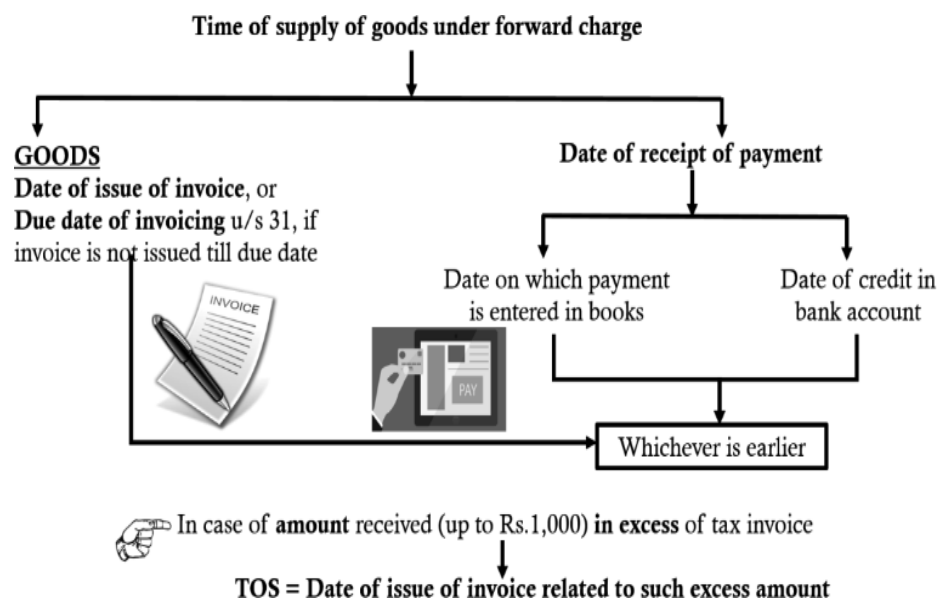 Time of supply of goods under forward charge
GOODS
Date of issue of invoice, or
Due date of invoicing u/s 31, if
invoice is not issued till due date
Date of receipt of payment
Date on which payment
is entered in books
Date of credit in
bank account
INVOICE
PAY
Whichever is earlier
In case of amount received (up to Rs.1,000) in excess of tax invoice
TOS = Date of issue of invoice related to such excess amount